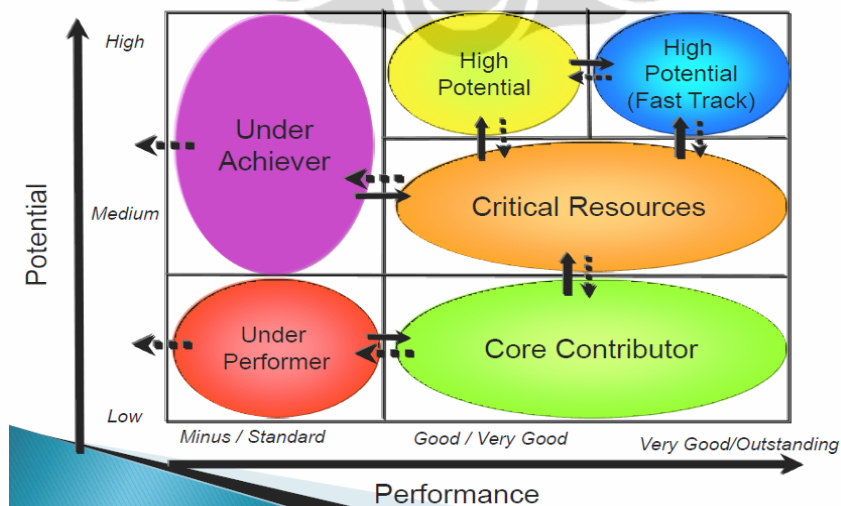 High
High
Potential
High
Potential
(Fast Track)
Under
Achiever
Potential
Medium
Critical Resources
Under
Performer
Core Contributor
Low
Minus / Standard
Good / Very Good
Very Good/Outstanding
Performance